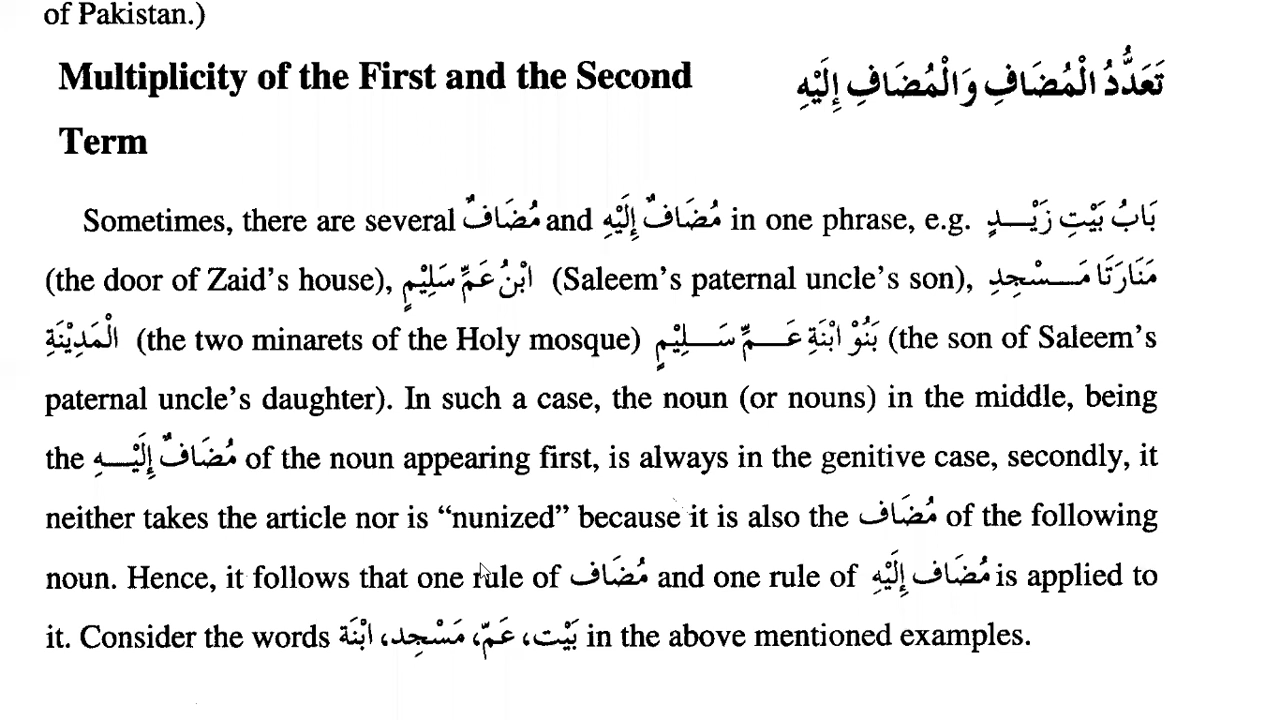 of Pakistan.)
Multiplicity of the First and the Second تَعَدُّدُ الْمُضَافِ وَالْمُضَافِ إِلَيْهِ
Term
Sometimes, there are several مُضَافٌ and مُضَافٌ إِلَيْهِ in one phrase, e.g. بَابُ بَيْتِ زَيْدٍ
(the door of Zaid’s house), ابْنُ عَمِّ سَلِيْمٍ (Saleem’s paternal uncle’s son), مَنَارَتَا مَسْجِدِ
الْمَدِيْنَةِ (the two minarets of the Holy mosque) بَنُوْ ابْنَةِ عَمٍّ سَلِيْمٍ (the son of Saleem’s
paternal uncle’s daughter). In such a case, the noun (or nouns) in the middle, being
the مُضَافٌ إِلَيْهِ of the noun appearing first, is always in the genitive case, secondly, it
neither takes the article nor is “nunized” because it is also the مُضَاف of the following
noun. Hence, it follows that one rule of مُضَاف and one rule of مُضَاف إِلَيْهِ is applied to
it. Consider the words بَيْت، عَمّ، مَسْجِد، ابْنَة in the above mentioned examples.